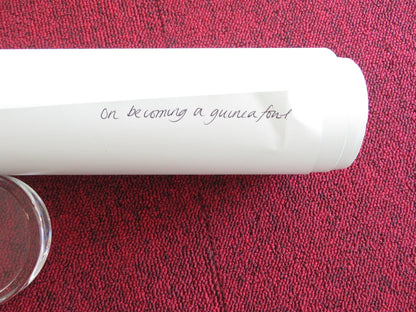 On becoming a guinea fowl